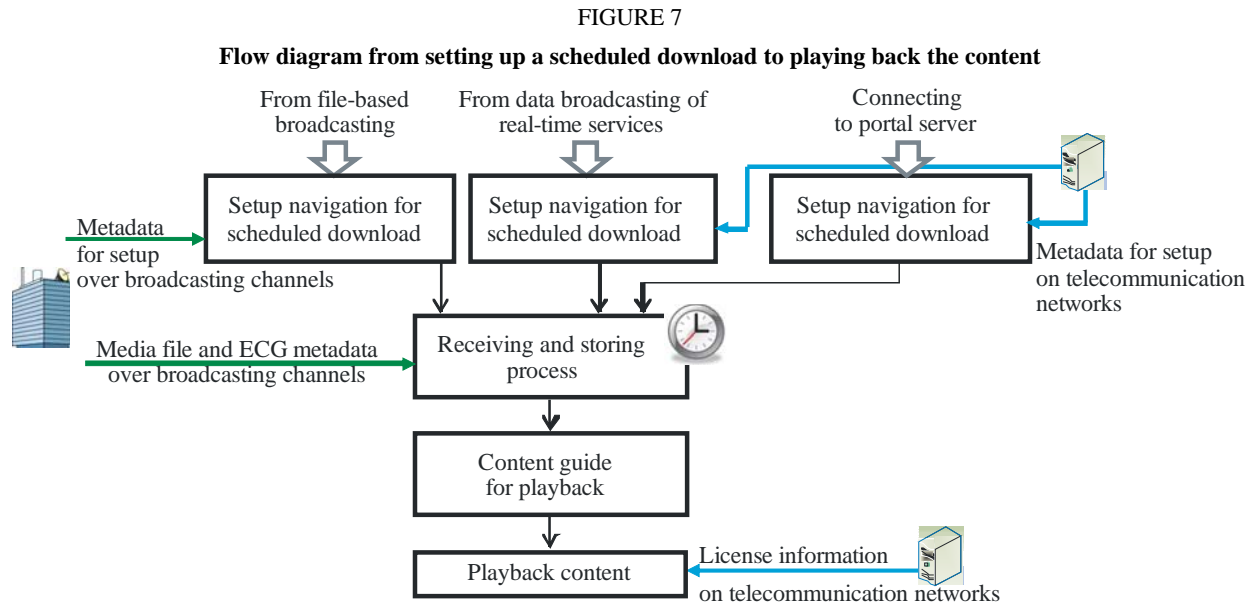 FIGURE 7
Flow diagram from setting up a scheduled download to playing back the content
From file-based
broadcasting
From data broadcasting of
real-time services
Connecting
to portal server
Setup navigation for
scheduled download
Setup navigation for
scheduled download
Setup navigation for
scheduled download
Metadata
for setup
over broadcasting channels
Metadata for setup
on telecommunication
networks
Media file and ECG metadata
over broadcasting channels
Receiving and storing
process
Content guide
for playback
Playback content
License information
on telecommunication networks